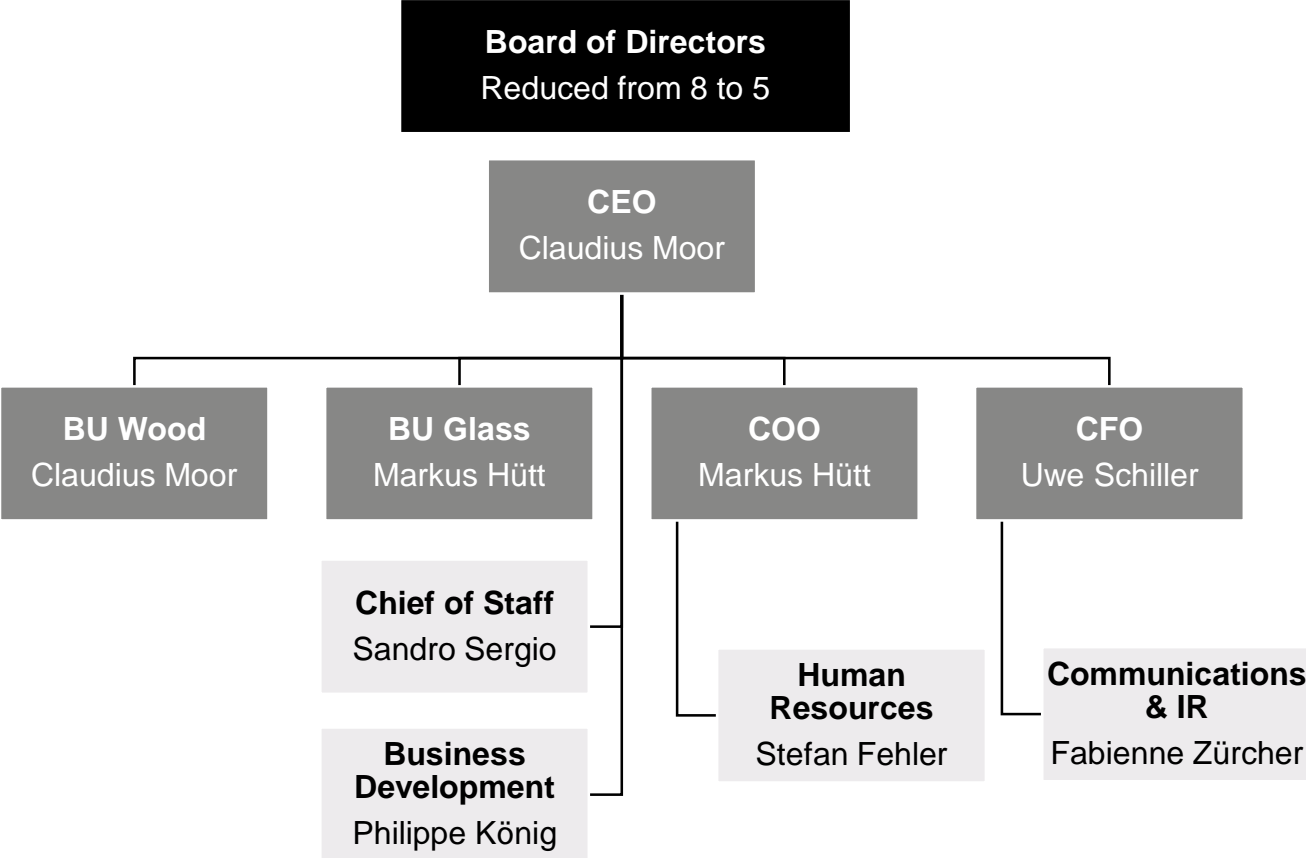 Board of Directors
Reduced from 8 to 5
CEO
Claudius Moor
BU Wood
Claudius Moor
BU Glass
Markus Hütt
COO
Markus Hütt
CFO
Uwe Schiller
Chief of Staff
Sandro Sergio
Business
Development
Philippe König
Human
Resources
Stefan Fehler
Communications
& IR
Fabienne Zürcher